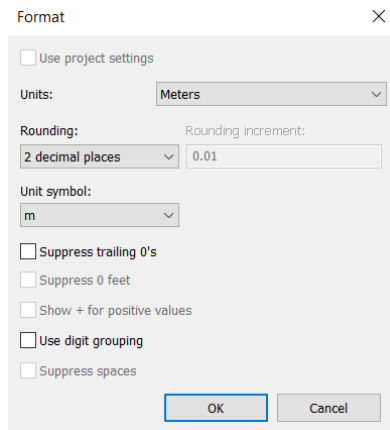 Format
Use project settings
Units: Meters
Rounding: Rounding increment:
2 decimal places 0.01
Unit symbol:
m
Suppress trailing 0's
Suppress 0 feet
Show + for positive values
Use digit grouping
Suppress spaces
OK Cancel